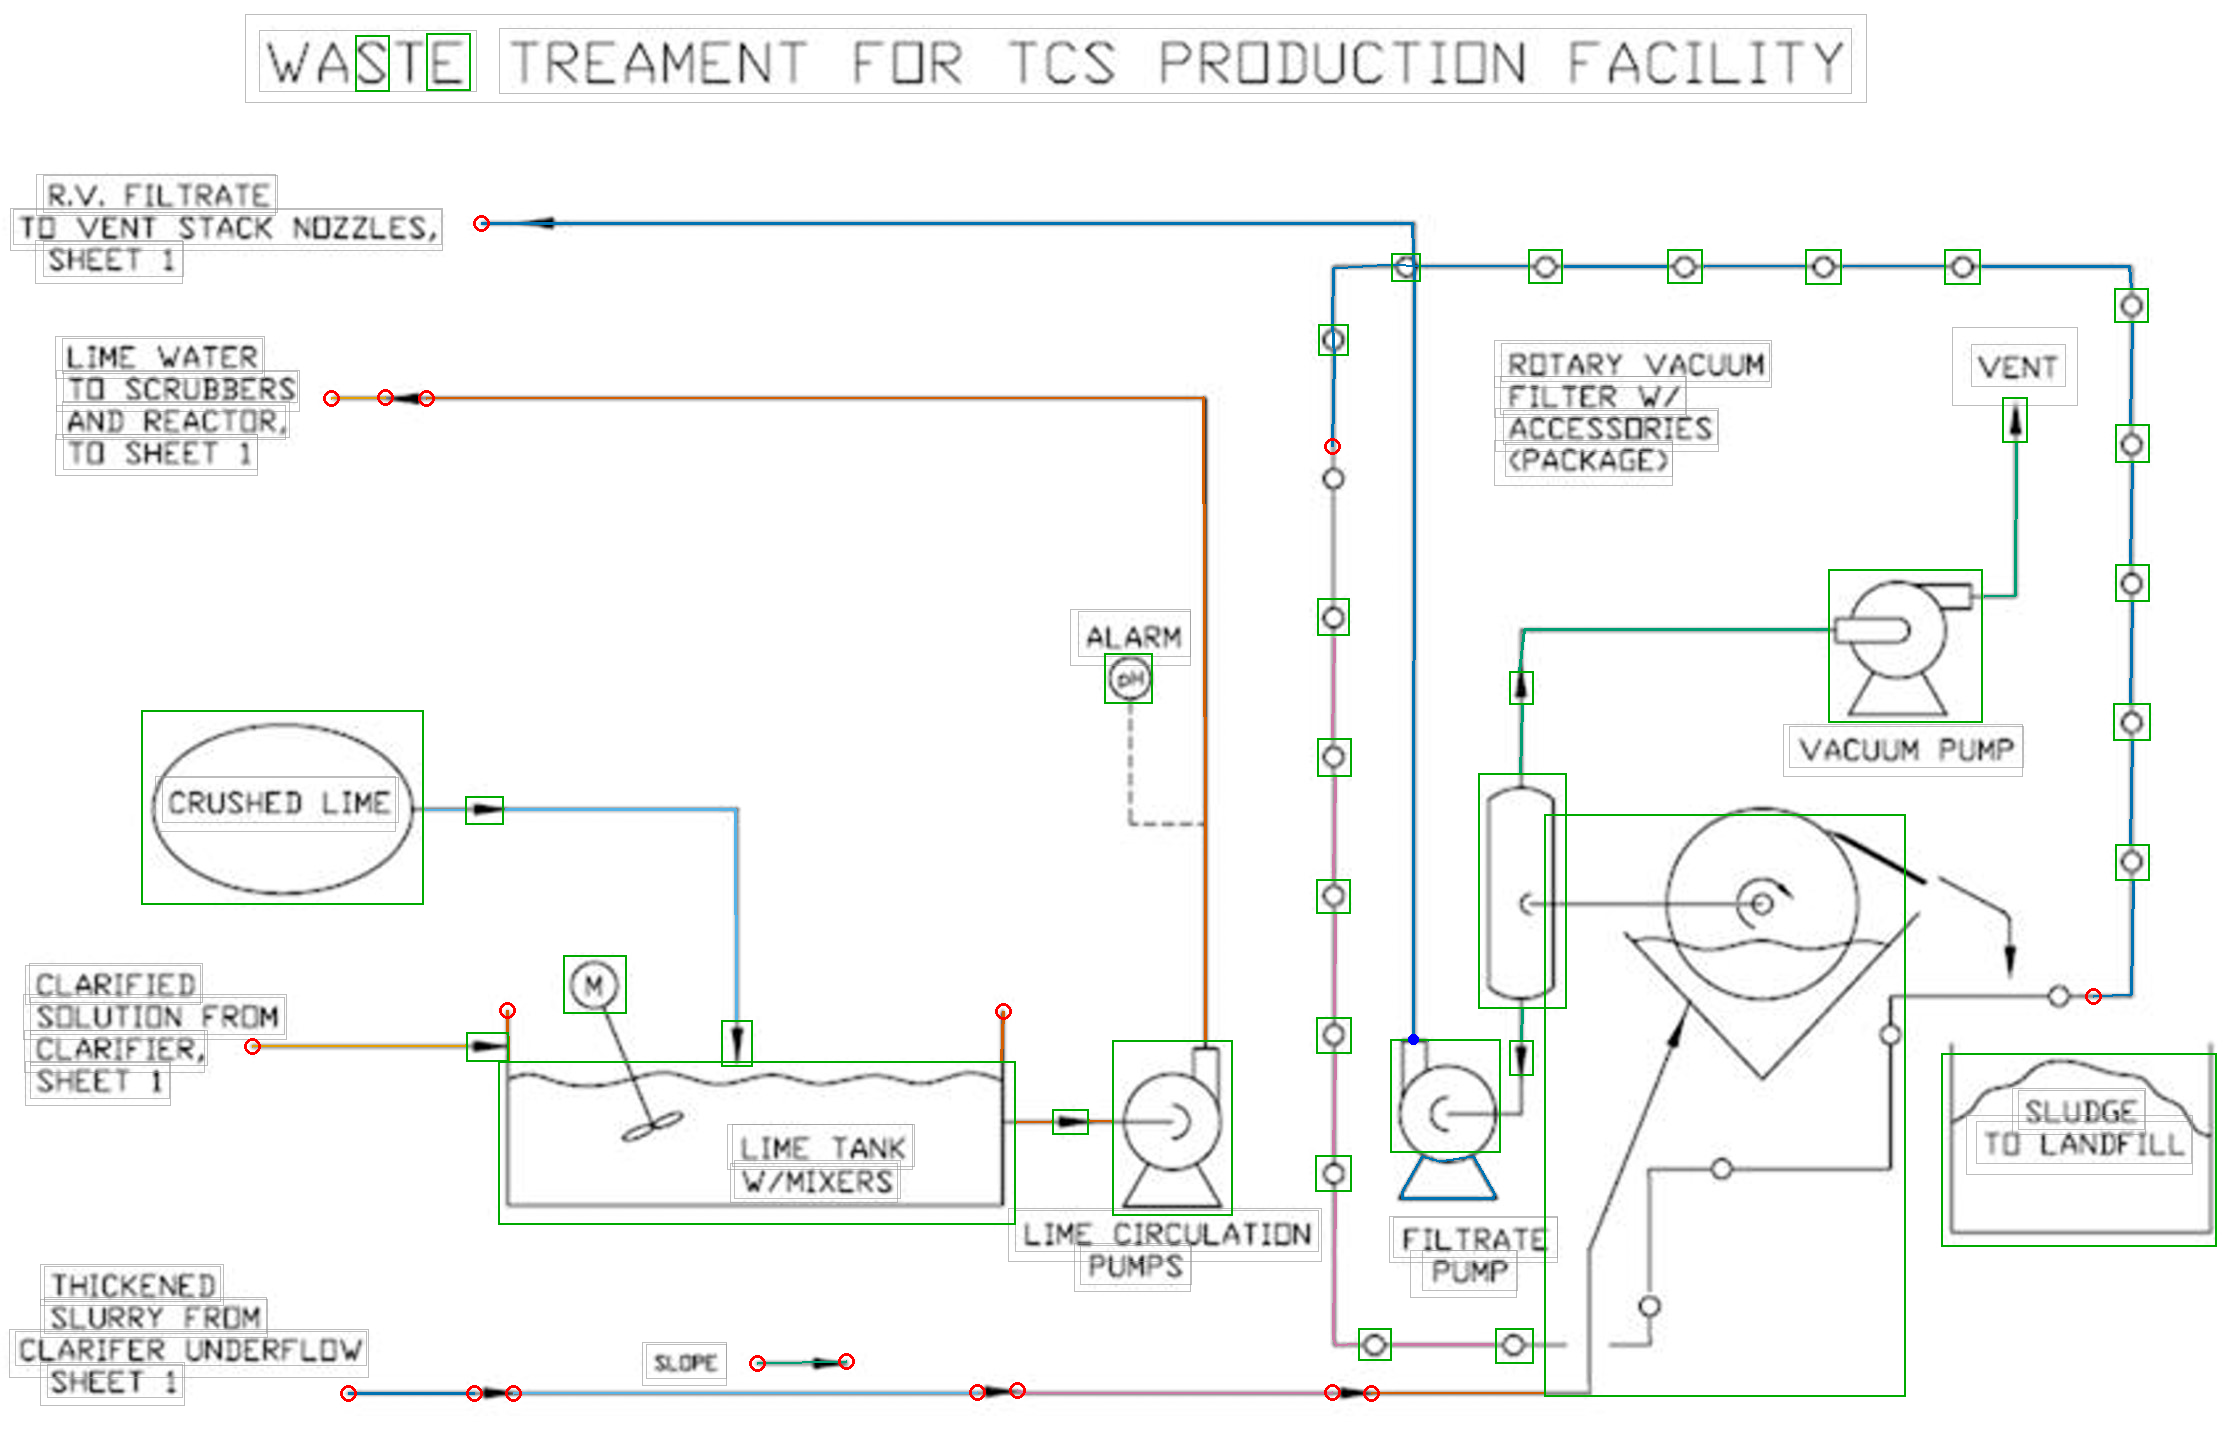 WASTE TREAMENT FOR TCS PRODUCTION FACILITY
R.V. FILTRATE
TO VENT STACK NOZZLES,
SHEET 1
LIME WATER
TO SCRUBBERS
AND REACTOR,
TO SHEET 1
ROTARY VACUUM
FILTER W/
ACCESSORIES
(PACKAGE)
VENT
ALARM
pH
VACUUM PUMP
CRUSHED LIME
CLARIFIED
SOLUTION FROM
CLARIFIER,
SHEET 1
M
LIME TANK
W/MIXERS
LIME CIRCULATION
PUMPS
FILTRATE
PUMP
SLUDGE
TO LANDFILL
THICKENED
SLURRY FROM
CLARIFER UNDERFLOW
SHEET 1
SLOPE